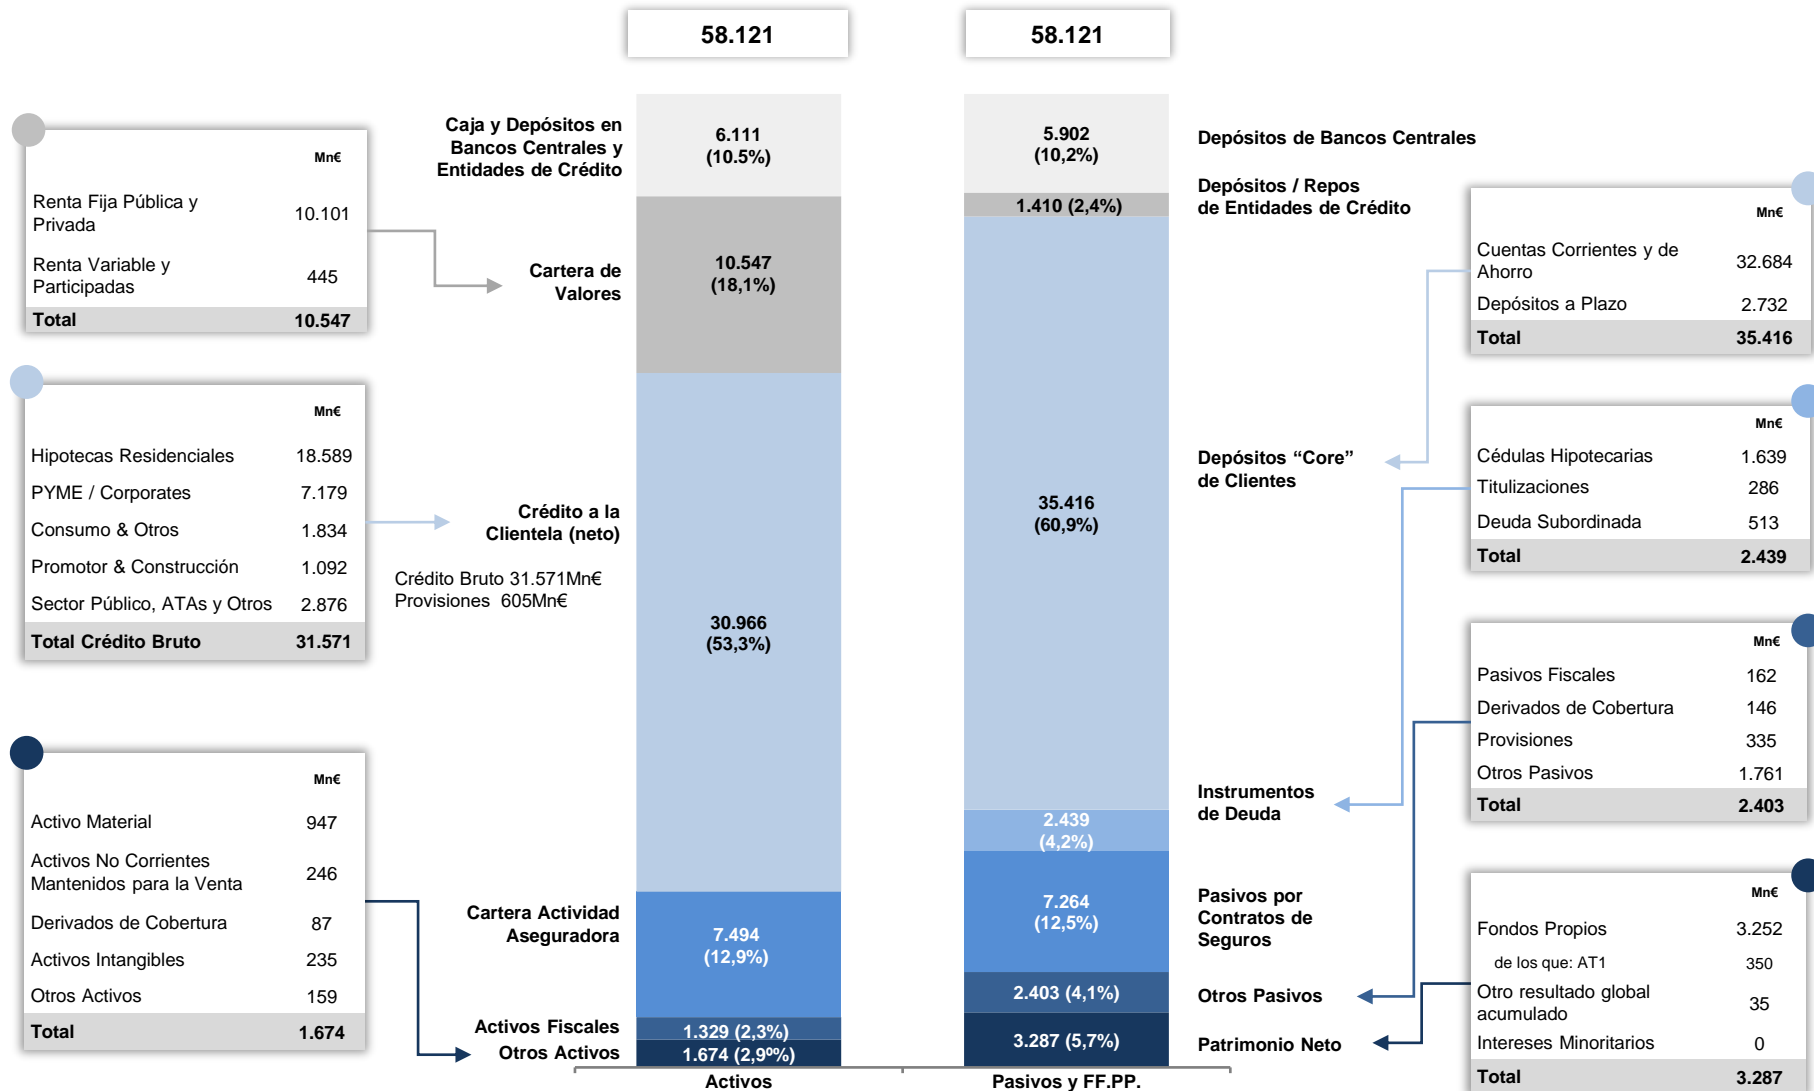 58.121
58.121
Mn€
Renta Fija Pública y
Privada
10.101
Renta Variable y
Participadas
445
Total 10.547
Mn€
Hipotecas Residenciales 18.589
PYME / Corporates 7.179
Consumo & Otros 1.834
Promotor & Construcción 1.092
Sector Público, ATAs y Otros 2.876
Total Crédito Bruto 31.571
Mn€
Activo Material 947
Activos No Corrientes
Mantenidos para la Venta
246
Derivados de Cobertura 87
Activos Intangibles 235
Otros Activos 159
Total 1.674
Caja y Depósitos en
Bancos Centrales y
Entidades de Crédito
Cartera de
Valores
Crédito a la
Clientela (neto)
Crédito Bruto 31.571Mn€
Provisiones 605Mn€
Cartera Actividad
Aseguradora
Activos Fiscales
Otros Activos
6.111
(10.5%)
10.547
(18,1%)
30.966
(53,3%)
7.494
(12,9%)
1.329 (2,3%)
1.674 (2,9º%)
Activos
5.902
(10,2%)
1.410 (2,4%)
35.416
(60,9%)
2.439
(4,2%)
7.264
(12,5%)
2.403 (4,1%)
3.287 (5,7%)
Pasivos y FF.PP.
Depósitos de Bancos Centrales
Depósitos / Repos
de Entidades de Crédito
Depósitos “Core”
de Clientes
Instrumentos
de Deuda
Pasivos por
Contratos de
Seguros
Otros Pasivos
Patrimonio Neto
Mn€
Cuentas Corrientes y de
Ahorro
32.684
Depósitos a Plazo 2.732
Total 35.416
Mn€
Cédulas Hipotecarias 1.639
Titulizaciones 286
Deuda Subordinada 513
Total 2.439
Mn€
Pasivos Fiscales 162
Derivados de Cobertura 146
Provisiones 335
Otros Pasivos 1.761
Total 2.403
Mn€
Fondos Propios 3.252
de los que: AT1 350
Otro resultado global
acumulado
35
Intereses Minoritarios 0
Total 3.287